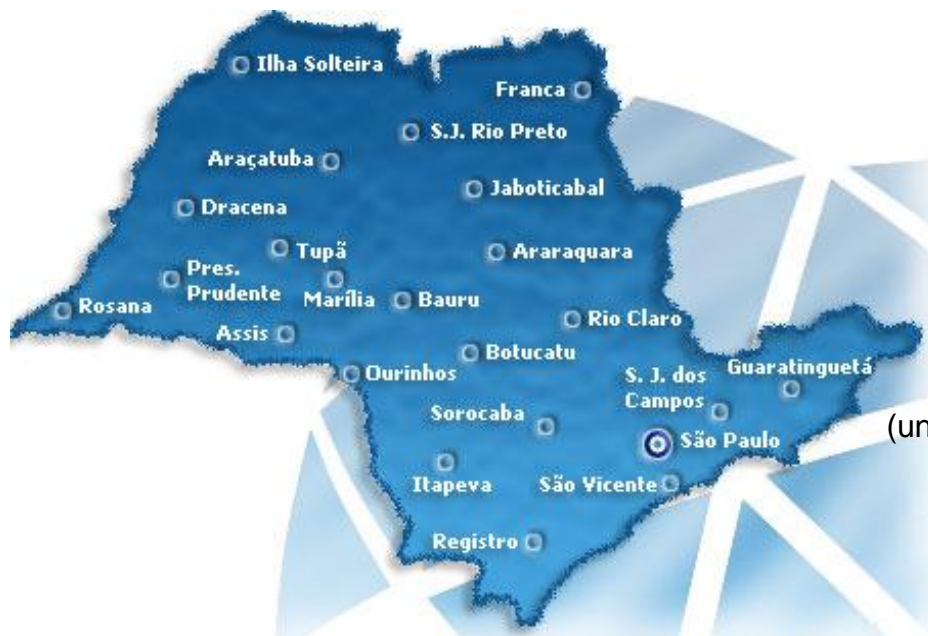 Ilha Solteira
Franca
S.J. Rio Preto
Araçatuba
Jaboticabal
Dracena
Tupã
Araraquara
Pres.
Prudente
Marília
Bauru
Rosana
Rio Claro
Assis
Botucatu
Ourinhos
Guaratinguetá
S. J. dos
Campos
Sorocaba
São Paulo
(un
Itapeva
São Vicente
Registro